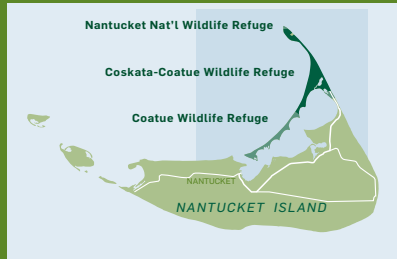 Nantucket Nat'l Wildlife Refuge
Coskata-Coatue Wildlife Refuge
Coatue Wildlife Refuge
NANTUCKET
NANTUCKET ISLAND